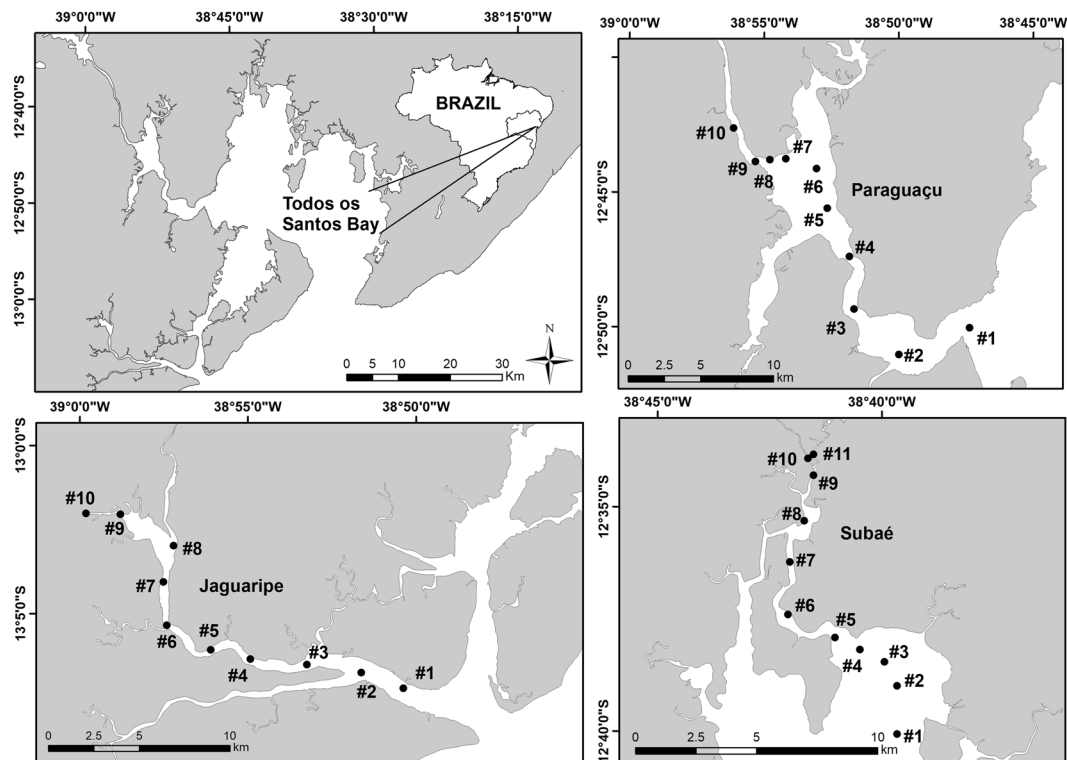 39°0'0"W 38°45'0"W 38°30'0"W 38°15'0"W
12°40'0"S
12°50'0"S
13°0'0"S
BRAZIL
Todos os
Santos Bay
N
0 5 10 20 30
Km
39°0'0"W 38°55'0"W 38°50'0"W 38°45'0"W
12°45'0"S
12°50'0"S
#10
#9
#8
#7
#6
#5
Paraguaçu
#4
#3
#2
#1
0 2.5 5 10
km
39°0'0"W 38°55'0"W 38°50'0"W
13°0'0"S
13°5'0"S
#10
#9
#8
#7
Jaguaripe
#6
#5
#4
#3
#2
#1
0 2.5 5 10
km
38°45'0"W 38°40'0"W
12°35'0"S
12°40'0"S
#10
#11
#9
#8
Subaé
#7
#6
#5
#4
#3
#2
#1
0 2.5 5 10
km